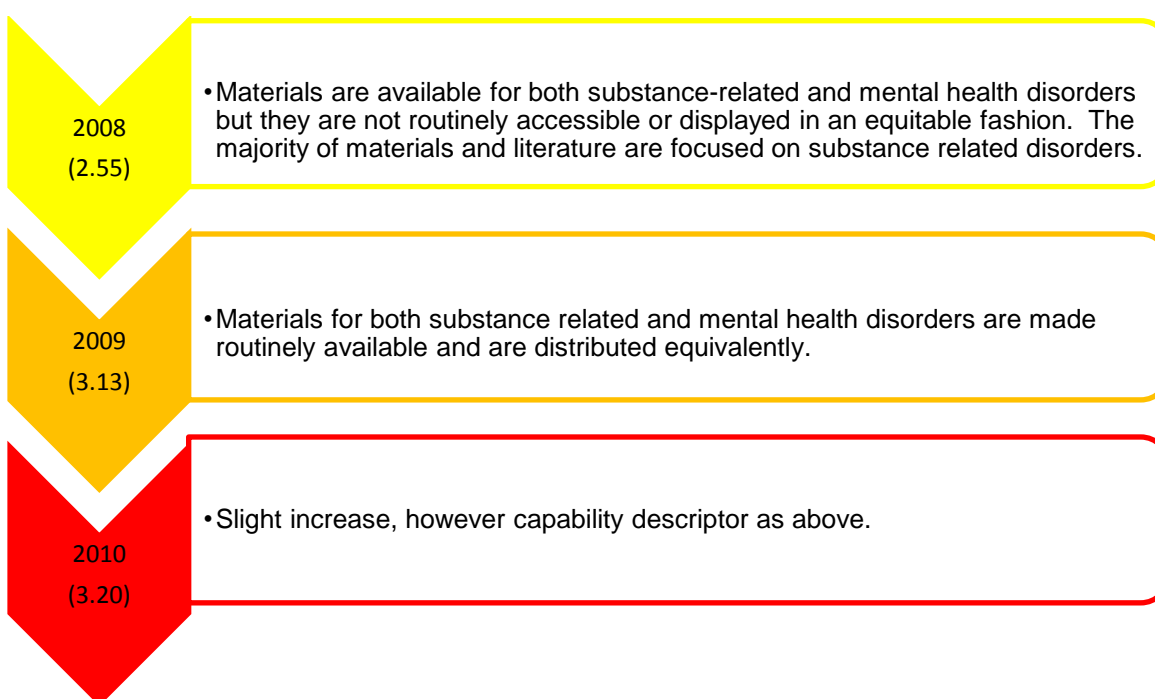 2008
(2.55)
•Materials are available for both substance-related and mental health disorders
but they are not routinely accessible or displayed in an equitable fashion.  The
majority of materials and literature are focused on substance related disorders.
2009
(3.13)
•Materials for both substance related and mental health disorders are made
routinely available and are distributed equivalently.
2010
(3.20)
•Slight increase, however capability descriptor as above.